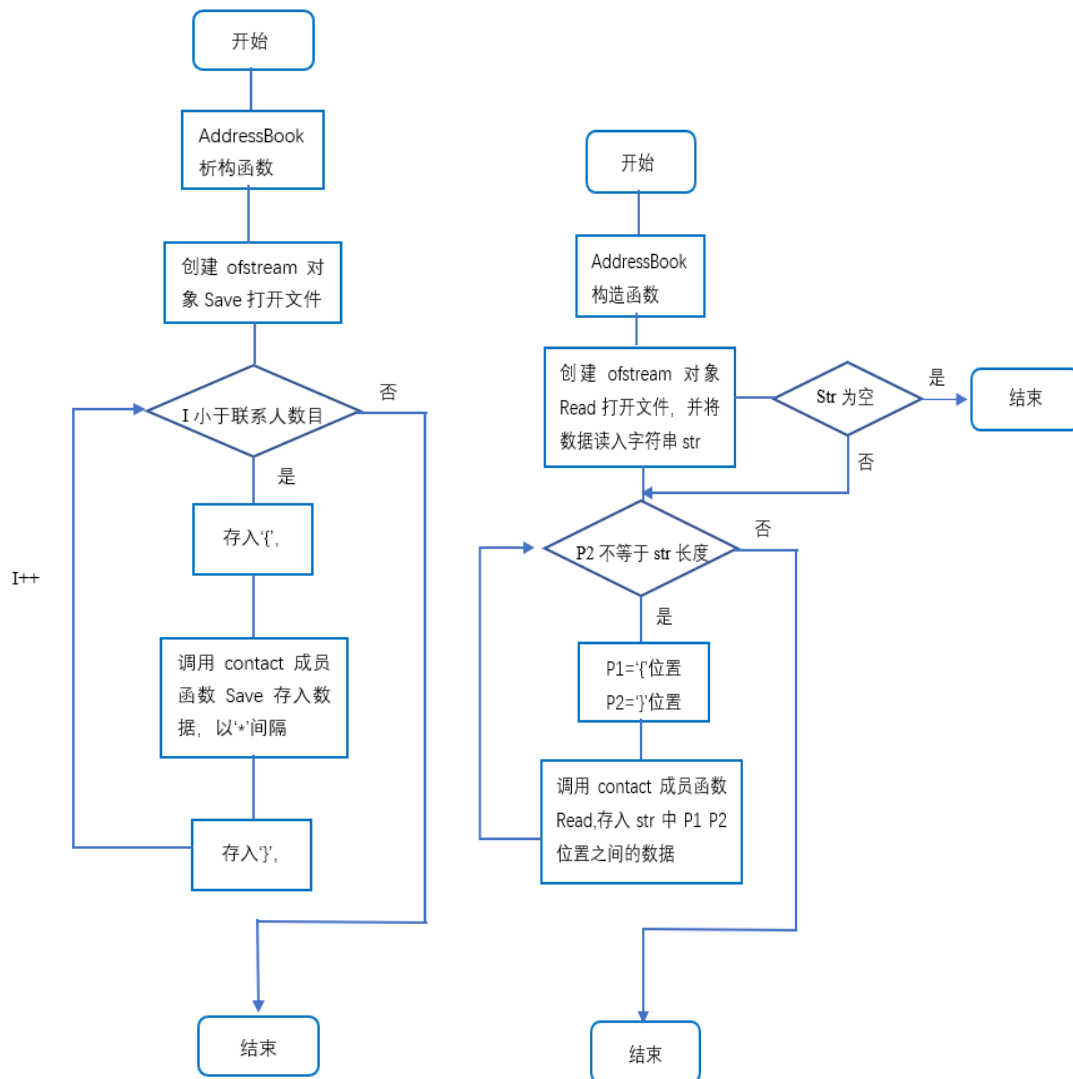 开始
AddressBook
析构函数
创建 ofstream 对
象 Save 打开文件
否
I 小于联系人数目
是
存入‘{’,
I++
调用 contact 成员
函数 Save 存入数
据，以‘*’间隔
存入‘}’,
结束
开始
AddressBook
构造函数
创建 ofstream 对象
Read 打开文件，并将
数据读入字符串 str
Str 为空
是
结束
否
P2 不等于 str 长度
否
是
P1=‘{’位置
P2=‘}’位置
调用 contact 成员函数
Read,存入 str 中 P1 P2
位置之间的数据
结束